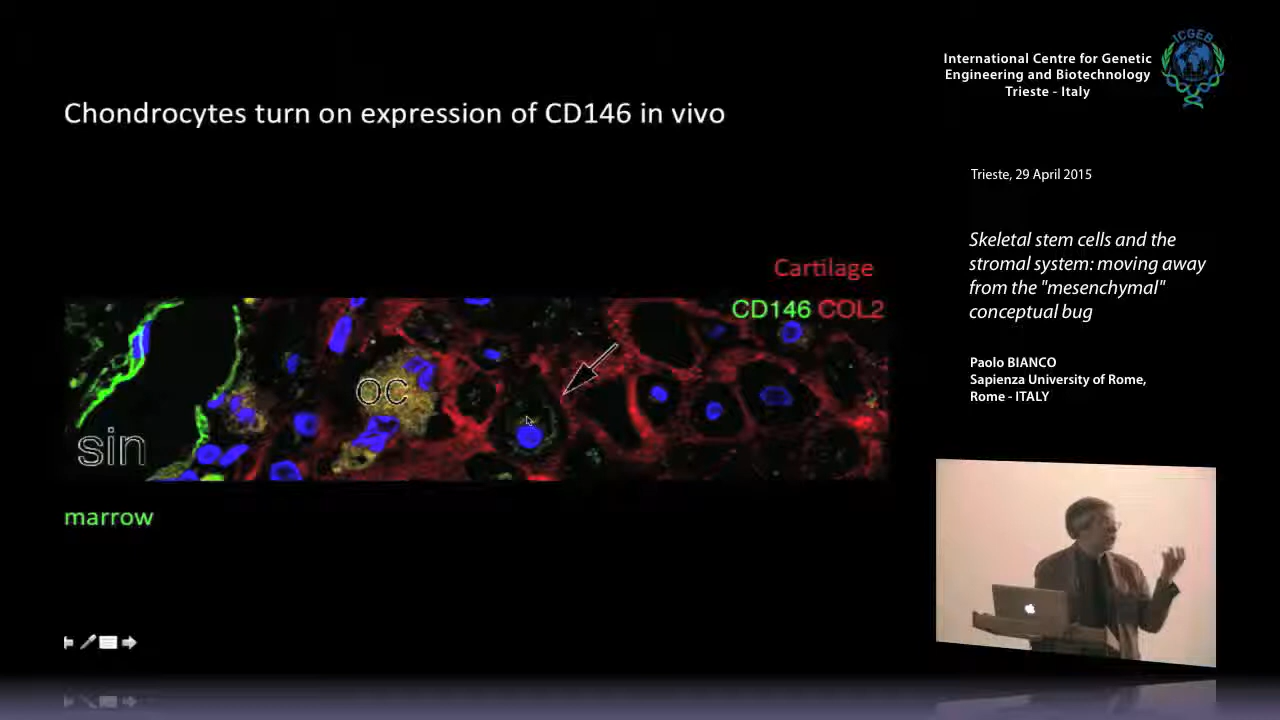 ICGEB
International Centre for Genetic
Engineering and Biotechnology
Trieste - Italy
Chondrocytes turn on expression of CD146 in vivo
Trieste, 29 April 2015
Skeletal stem cells and the
stromal system: moving away
from the "mesenchymal"
conceptual bug
Cartilage
CD146 COL2
OC
sin
Paolo BIANCO
Sapienza University of Rome,
Rome - ITALY
marrow